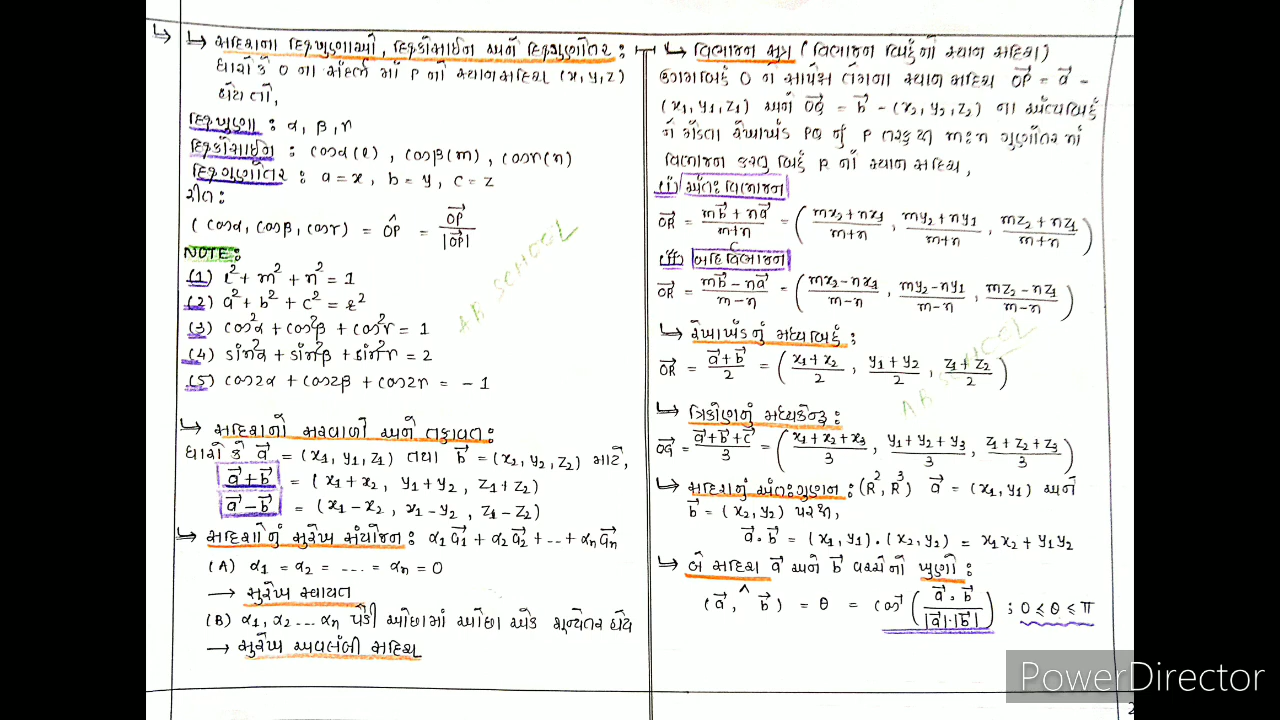 ↳ ↳ સદિશના દિક્ખુણાઓ, દિક્કોસાઈન અને દિક્ગુણોતર :
ધારોકે O ના સંદર્ભ માં P નો સ્થાનસદિશ (x, y, z)
હોય તો,
દિક્ખુણા : α, β, r
દિક્કોસાઈન : cosα(l), cosβ(m), cosr(n)
દિક્ગુણોતર : a = x, b = y, c = z
રીત :
(cosα, cosβ, cosr) = ÔP = OP⃗ / |OP⃗|
NOTE :
(1) l² + m² + n² = 1
(2) a² + b² + c² = r²
(3) cos²α + cos²β + cos²r = 1
(4) sin²α + sin²β + sin²r = 2
(5) cos2α + cos2β + cos2r = -1
↳ સદિશનો સરવાળો અને તફાવત :
ધારો કે a⃗ = (x₁, y₁, z₁) તથા b⃗ = (x₂, y₂, z₂) માટે,
a⃗ + b⃗ = (x₁ + x₂, y₁ + y₂, z₁ + z₂)
a⃗ - b⃗ = (x₁ - x₂, x₁ - y₂, z₁ - z₂)
↳ સદિશોનું સુરેખ સંયોજન : α₁a⃗₁ + α₂a⃗₂ + ... + αₙa⃗ₙ
(A) α₁ = α₂ = .... = αₙ = 0
→ સુરેખ સ્વાયત
(B) α₁, α₂ ... αₙ પૈકી ઓછામાં ઓછા એક શૂન્યેતર હોય
→ સુરેખ અવલંબી સદિશ
↳ વિભાજન સૂત્ર (વિભાજન બિંદુનો સ્થાન સદિશ)
ઉગમબિંદુ O ને સાપેક્ષ લેગના સ્થાન સદિશ OP⃗ = a⃗ -
(x₁, y₁, z₁) અને OQ⃗ = b⃗ - (x₂, y₂, z₂) ના અંત્યબિંદુ
ને જોડતા રેખાખંડ PQ નું P તરફથી m:n ગુણોતર માં
વિભાજન કરતુ બિંદુ R નો સ્થાન સદિશ,
(i) અંતઃવિભાજન
OR⃗ = (mb⃗ + na⃗)/(m+n) = ((mx₂ + nx₁)/(m+n), (my₂ + ny₁)/(m+n), (mz₂ + nz₁)/(m+n))
(ii) બહિર્વિભાજન
OR⃗ = (mb⃗ - na⃗)/(m-n) = ((mx₂ - nx₁)/(m-n), (my₂ - ny₁)/(m-n), (mz₂ - nz₁)/(m-n))
↳ રેખાખંડનું મધ્યબિંદુ :
OR⃗ = (a⃗ + b⃗)/2 = ((x₁ + x₂)/2, (y₁ + y₂)/2, (z₁ + z₂)/2)
↳ ત્રિકોણનું મધ્યકેન્દ્ર :
OG⃗ = (a⃗ + b⃗ + c⃗)/3 = ((x₁ + x₂ + x₃)/3, (y₁ + y₂ + y₃)/3, (z₁ + z₂ + z₃)/3)
↳ સદિશનું અંતઃગુણન : (R², R³) a⃗ = (x₁, y₁) અને
b⃗ = (x₂, y₂) પરથી,
a⃗ · b⃗ = (x₁, y₁) · (x₂, y₂) = x₁x₂ + y₁y₂
↳ બે સદિશ a⃗ અને b⃗ વચ્ચેનો ખુણો :
(a⃗, ^ b⃗) = θ = cos⁻¹(a⃗ · b⃗ / |a⃗|·|b⃗|) ; 0 ≤ θ ≤ π
AB SCHOOL
AB SCHOOL
PowerDirector
2